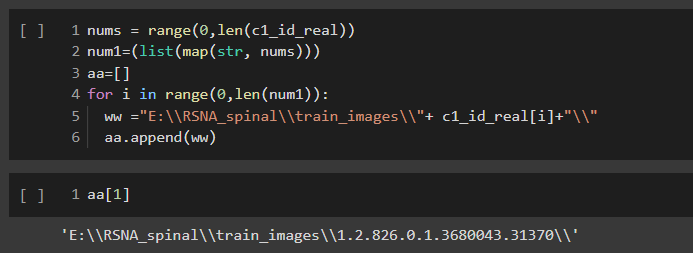 [ ] 1 nums = range(0,len(c1_id_real))
2 num1=(list(map(str, nums)))
3 aa=[]
4 for i in range(0,len(num1)):
5 ww ="E:\\RSNA_spinal\\train_images\\"+ c1_id_real[i]+"\\"
6 aa.append(ww)
[ ] 1 aa[1]
'E:\\RSNA_spinal\\train_images\\1.2.826.0.1.3680043.31370\\'